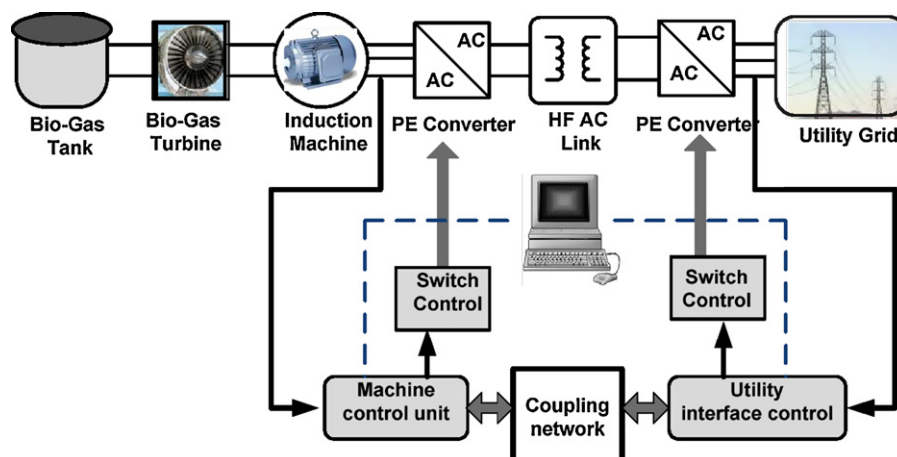 AC
AC
AC
AC
Bio-Gas
Tank
Bio-Gas
Turbine
Induction
Machine
PE Converter
HF AC
Link
PE Converter
Utility Grid
Switch
Control
Switch
Control
Machine
control unit
Coupling
network
Utility
interface control